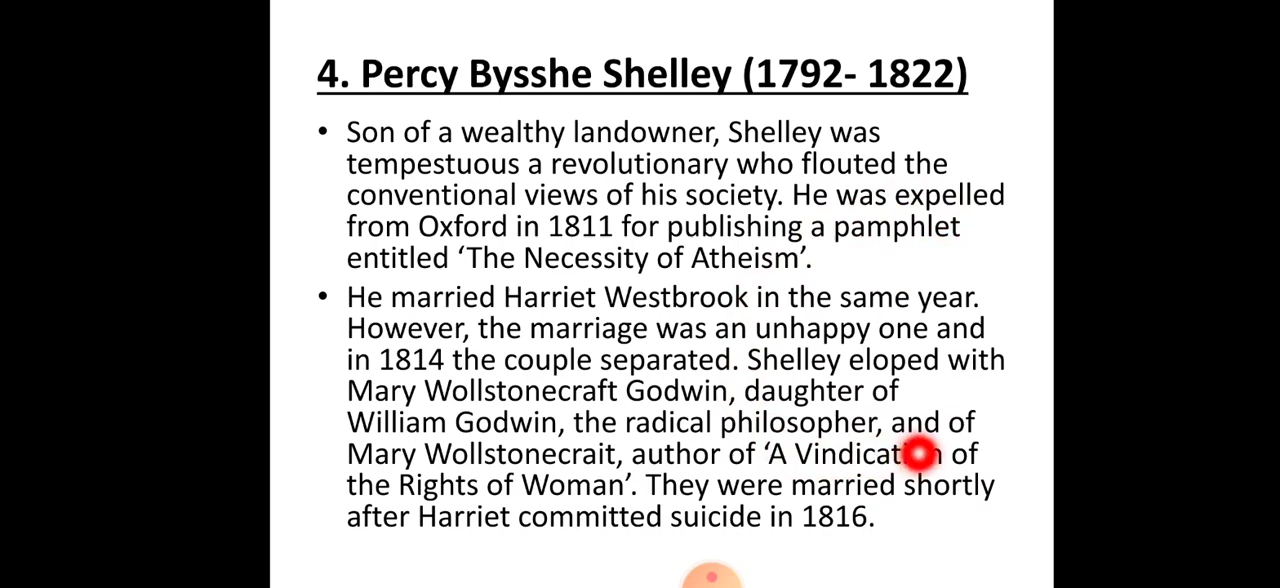 4. Percy Bysshe Shelley (1792- 1822)
• Son of a wealthy landowner, Shelley was
tempestuous a revolutionary who flouted the
conventional views of his society. He was expelled
from Oxford in 1811 for publishing a pamphlet
entitled ‘The Necessity of Atheism’.
• He married Harriet Westbrook in the same year.
However, the marriage was an unhappy one and
in 1814 the couple separated. Shelley eloped with
Mary Wollstonecraft Godwin, daughter of
William Godwin, the radical philosopher, and of
Mary Wollstonecrait, author of ‘A Vindication of
the Rights of Woman’. They were married shortly
after Harriet committed suicide in 1816.